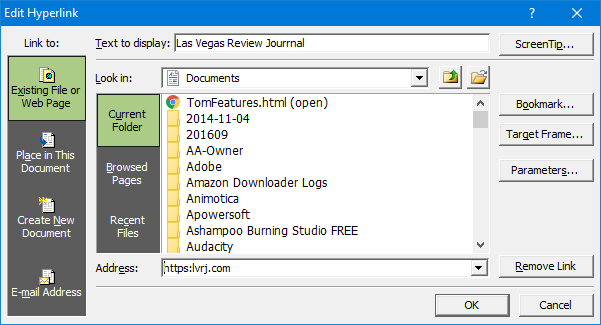 Edit Hyperlink
Link to:
Text to display: Las Vegas Review Jourrnal
ScreenTip...
Existing File or
Web Page
Look in: Documents
Current
Folder
TomFeatures.html (open)
2014-11-04
201609
AA-Owner
Adobe
Amazon Downloader Logs
Animotica
Apowersoft
Ashampoo Burning Studio FREE
Audacity
Bookmark...
Target Frame...
Place in This
Document
Browsed
Pages
Parameters...
Create New
Document
Recent
Files
E-mail Address
Address: https:lvrj.com
Remove Link
OK
Cancel